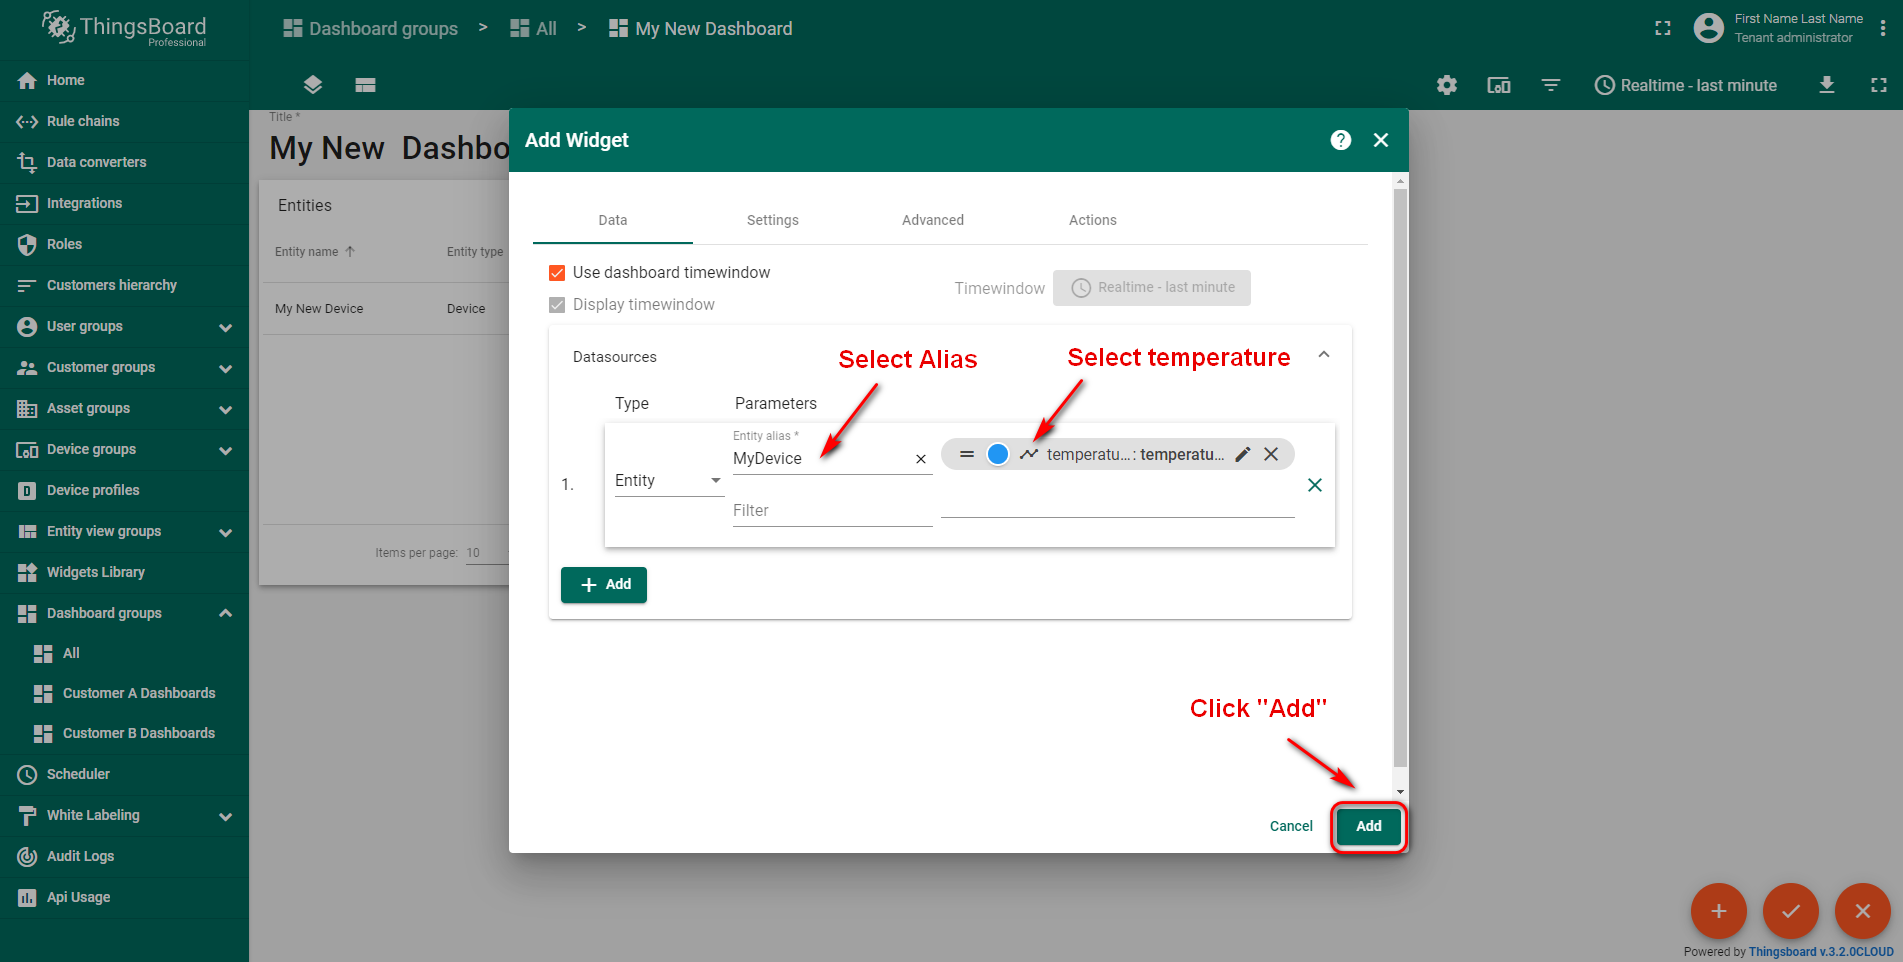 ThingsBoard
Professional
Dashboard groups > All > My New Dashboard
First Name Last Name
Tenant administrator
Realtime - last minute
Home
Rule chains
Data converters
Integrations
Roles
Customers hierarchy
User groups
Customer groups
Asset groups
Device groups
Device profiles
Entity view groups
Widgets Library
Dashboard groups
All
Customer A Dashboards
Customer B Dashboards
Scheduler
White Labeling
Audit Logs
Api Usage
Title *
My New Dashbo
Entities
Entity name Entity type
My New Device Device
Items per page: 10
Add Widget
Data Settings Advanced Actions
Use dashboard timewindow
Display timewindow
Timewindow Realtime - last minute
Datasources
Select Alias
Select temperature
Type Parameters
1.
Entity
Entity alias *
MyDevice
temperatu... : temperatu...
Filter
+ Add
Click "Add"
Cancel Add
Powered by Thingsboard v.3.2.0CLOUD